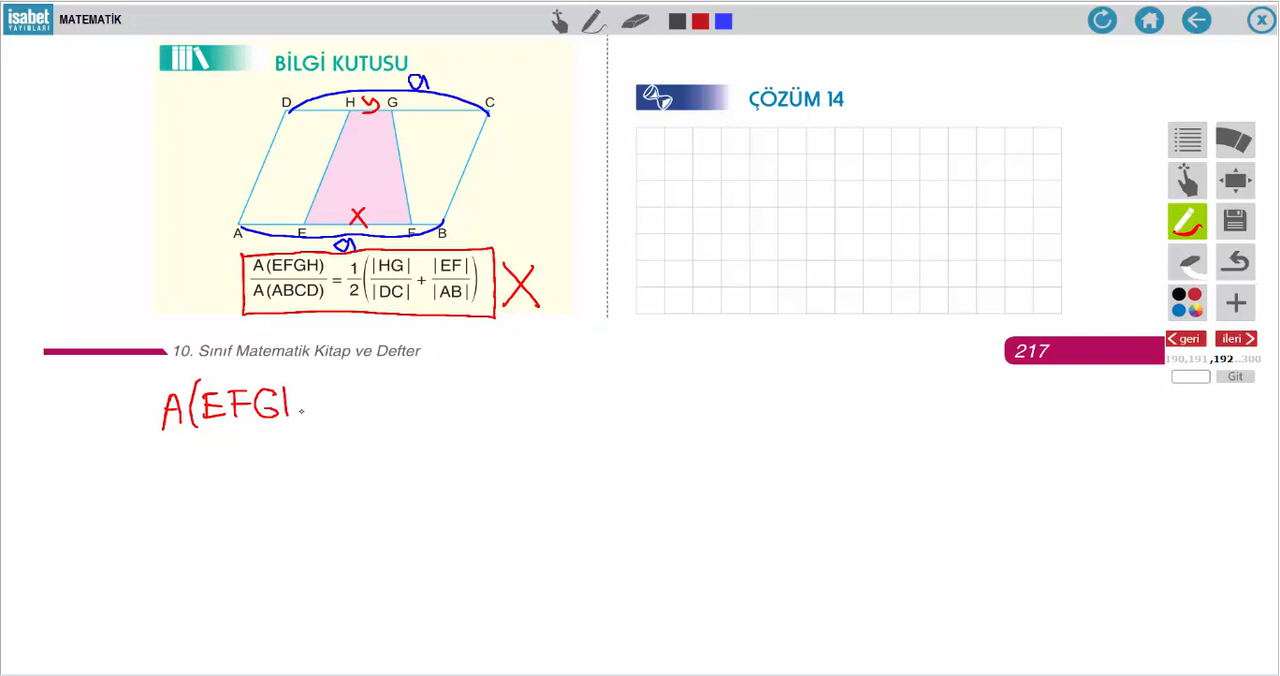 isabet
YAYINLARI
MATEMATİK
BİLGİ KUTUSU
a
D H y G C
x
A E F B
a
A(EFGH) / A(ABCD) = 1/2 ( |HG| / |DC| + |EF| / |AB| ) X
10. Sınıf Matematik Kitap ve Defter
A(EFGI
ÇÖZÜM 14
217
geri ileri
190,191 ,192 ..300
Git